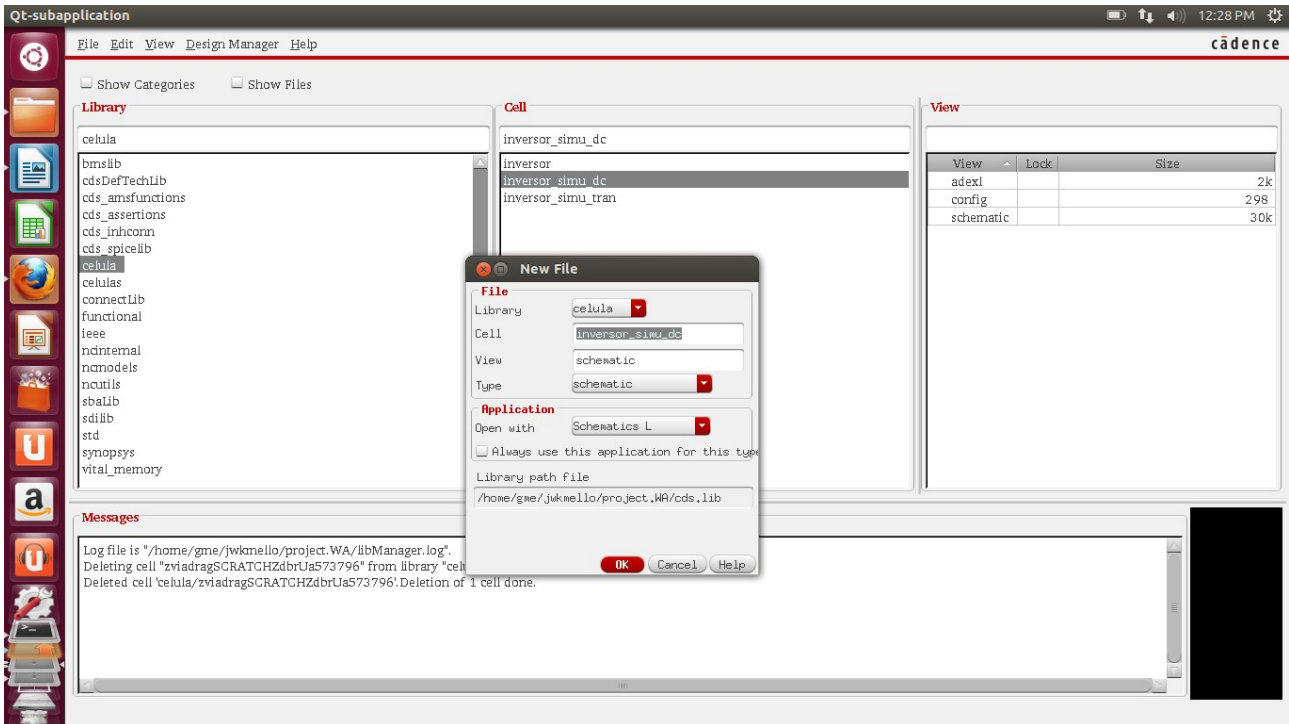 Qt-subapplication
12:28 PM
File Edit View Design Manager Help
cādence
Show Categories Show Files
Library
celula
bmslib
cdsDefTechLib
cds_amsfunctions
cds_assertions
cds_inhconn
cds_spicelib
celula
celulas
connectLib
functional
ieee
ncinternal
ncmodels
ncutils
sbaLib
sdilib
std
synopsys
vital_memory
Cell
inversor_simu_dc
inversor
inversor_simu_dc
inversor_simu_tran
View
View Lock Size
adexl 2k
config 298
schematic 30k
New File
File
Library celula
Cell inversor_simu_dc
View schematic
Type schematic
Application
Open with Schematics L
Always use this application for this type
Library path file
/home/gme/jwkmello/project.WA/cds.lib
OK Cancel Help
Messages
Log file is "/home/gme/jwkmello/project.WA/libManager.log".
Deleting cell "zviadragSCRATCHZdbrUa573796" from library "celu
Deleted cell 'celula/zviadragSCRATCHZdbrUa573796'.Deletion of 1 cell done.